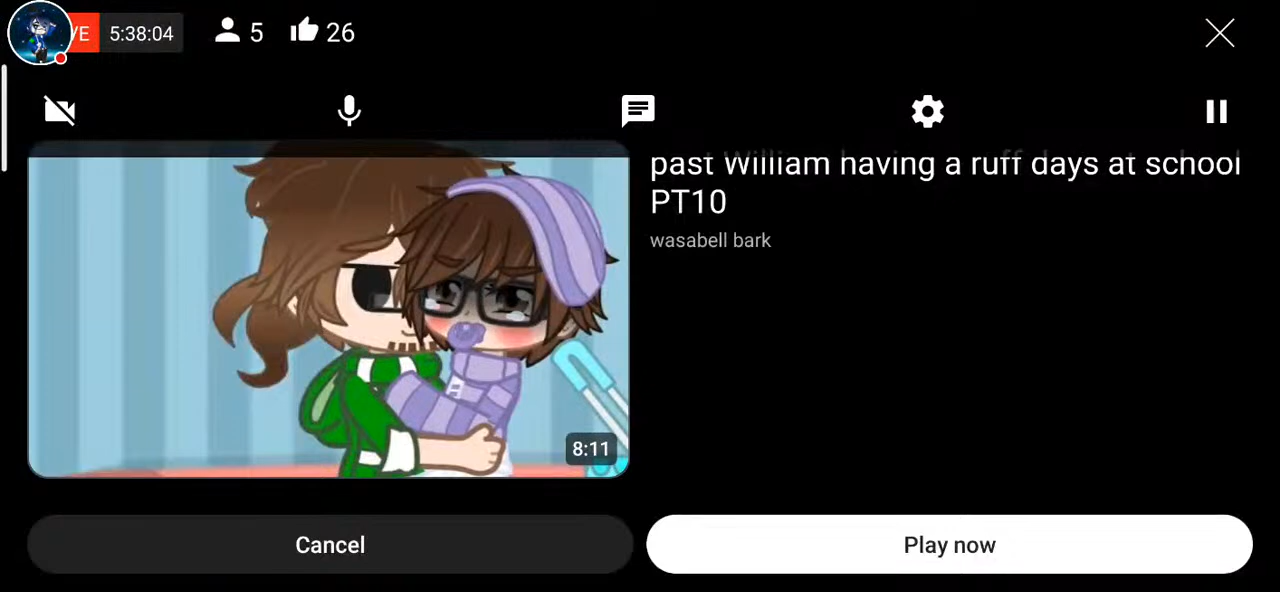 VE 5:38:04 5 26
past William having a ruff days at school
PT10
wasabell bark
8:11
Cancel Play now